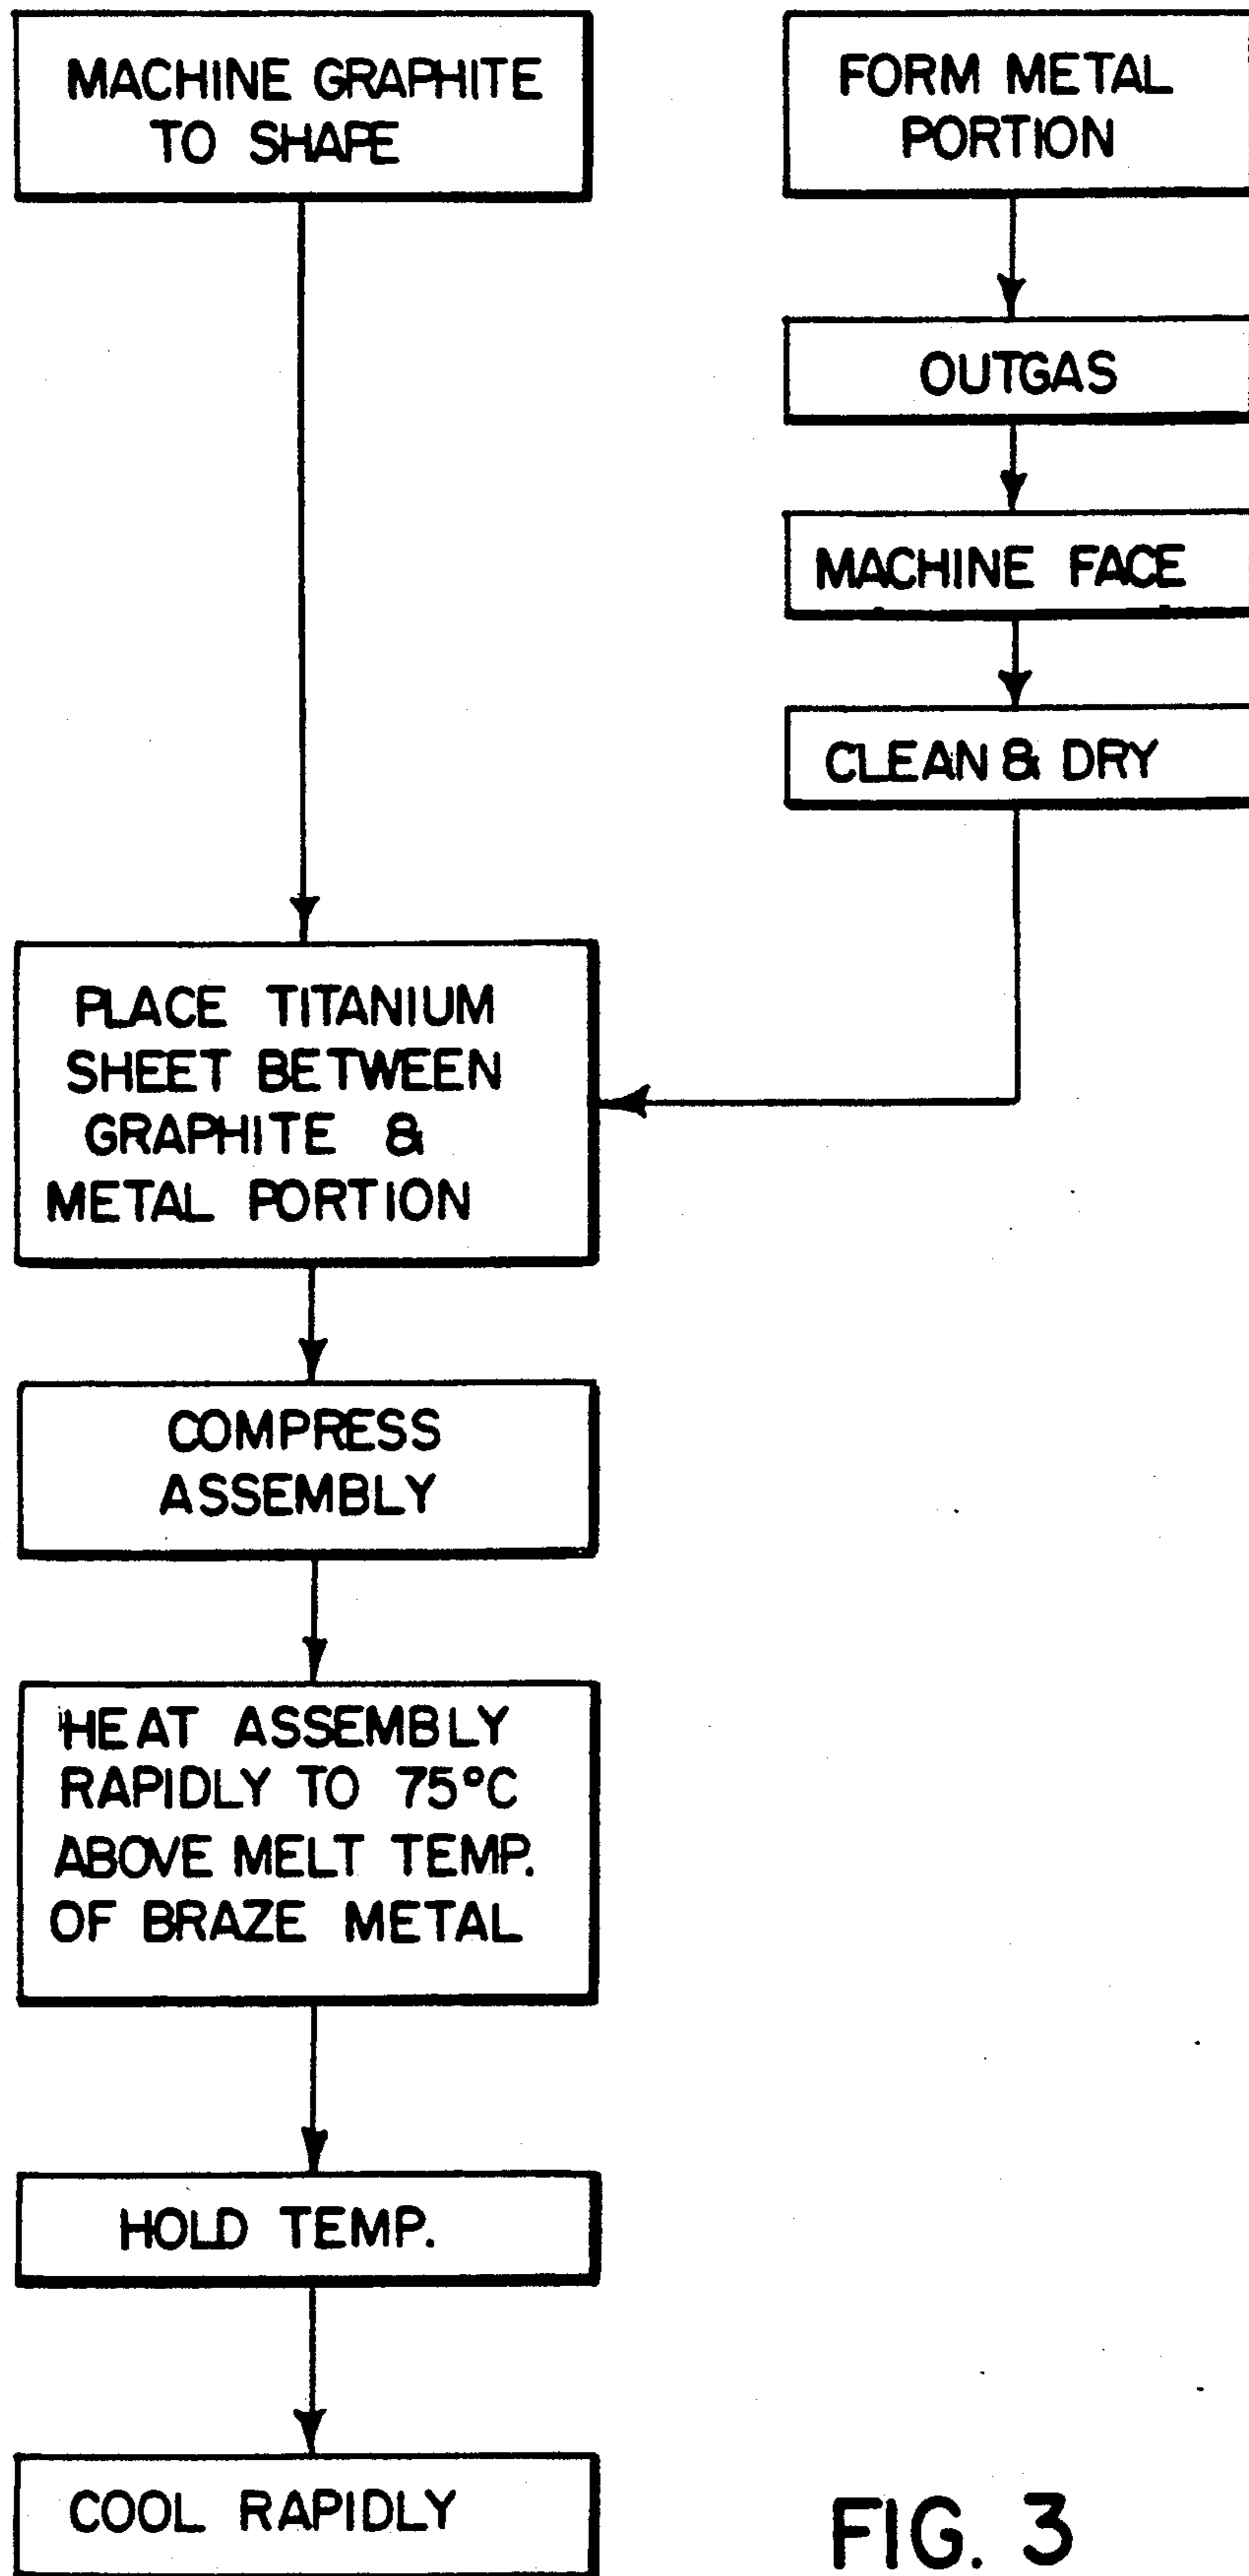 MACHINE GRAPHITE
TO SHAPE
FORM METAL
PORTION
OUTGAS
MACHINE FACE
CLEAN & DRY
PLACE TITANIUM
SHEET BETWEEN
GRAPHITE &
METAL PORTION
COMPRESS
ASSEMBLY
HEAT ASSEMBLY
RAPIDLY TO 75°C
ABOVE MELT TEMP.
OF BRAZE METAL
HOLD TEMP.
COOL RAPIDLY
FIG. 3